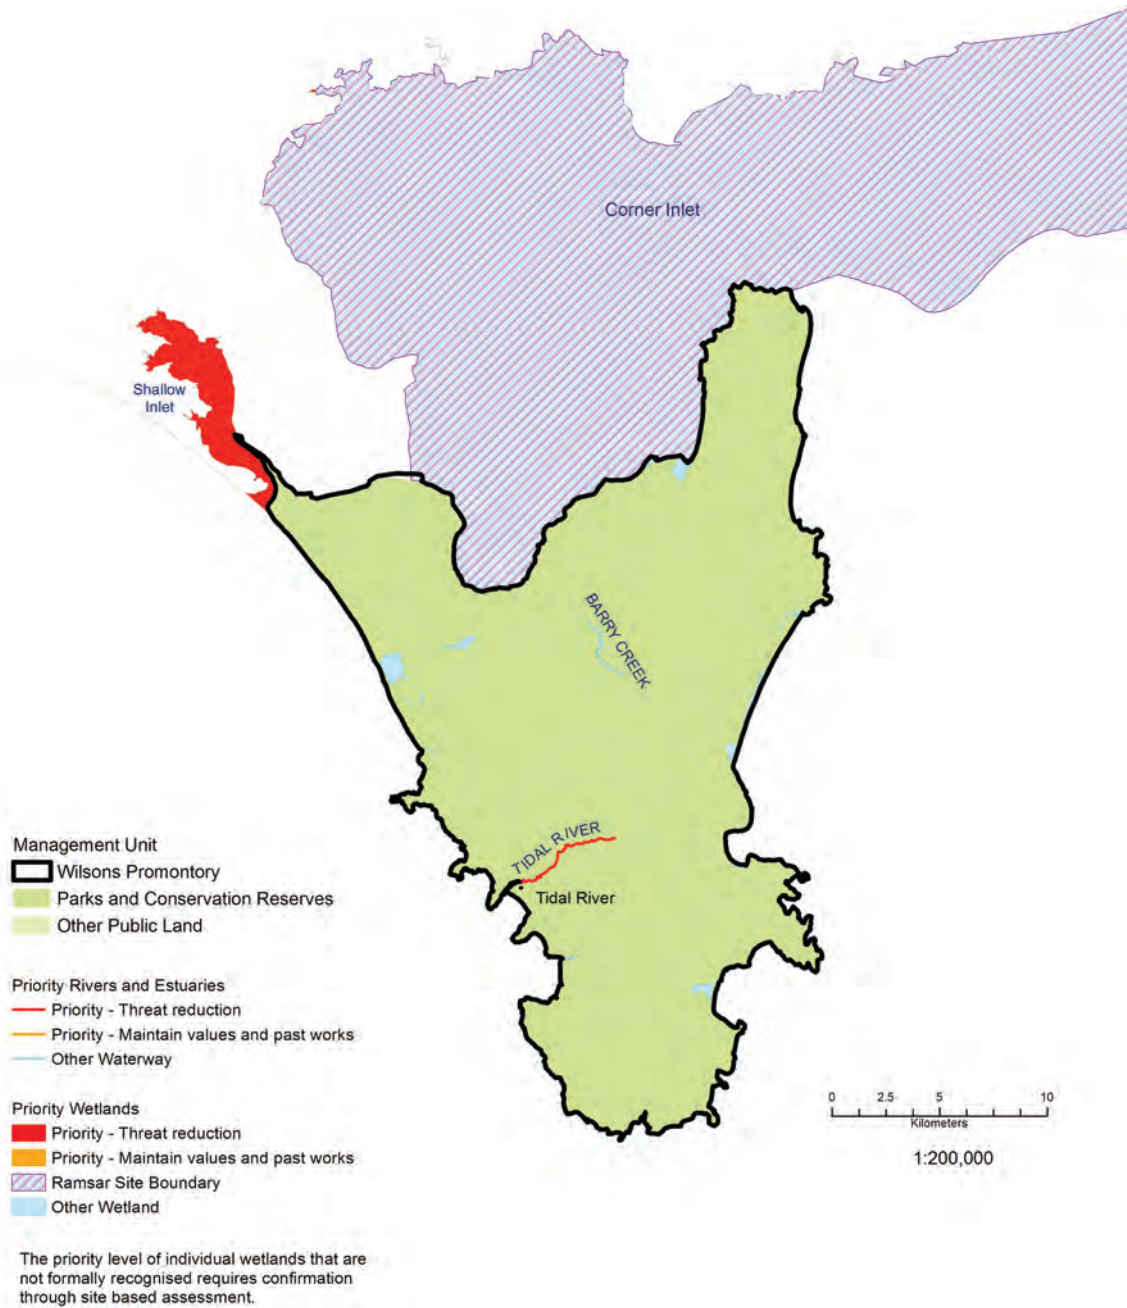 Corner Inlet
Shallow
Inlet
BARRY CREEK
TIDAL RIVER
Tidal River
Management Unit
Wilsons Promontory
Parks and Conservation Reserves
Other Public Land
Priority Rivers and Estuaries
Priority - Threat reduction
Priority - Maintain values and past works
Other Waterway
Priority Wetlands
Priority - Threat reduction
Priority - Maintain values and past works
Ramsar Site Boundary
Other Wetland
0 2.5 5 10
Kilometers
1:200,000
The priority level of individual wetlands that are
not formally recognised requires confirmation
through site based assessment.